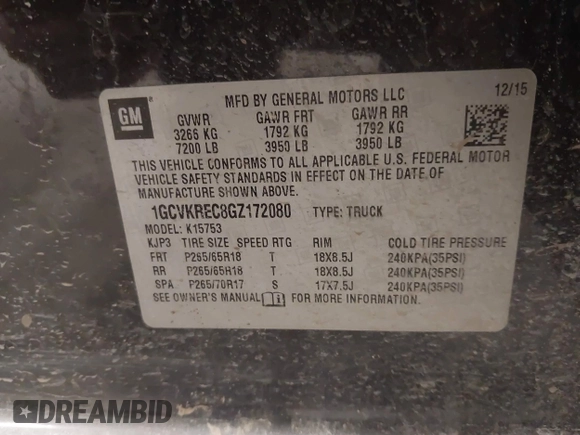 GM
®
MFD BY GENERAL MOTORS LLC 12/15
GVWR GAWR FRT GAWR RR
3266 KG 1792 KG 1792 KG
7200 LB 3950 LB 3950 LB
THIS VEHICLE CONFORMS TO ALL APPLICABLE U.S. FEDERAL MOTOR
VEHICLE SAFETY STANDARDS IN EFFECT ON THE DATE OF
MANUFACTURE SHOWN ABOVE.
1GCVKREC8GZ172080 TYPE: TRUCK
MODEL: K15753
KJP3 TIRE SIZE SPEED RTG RIM COLD TIRE PRESSURE
FRT P265/65R18 T 18X8.5J 240KPA(35PSI)
RR P265/65R18 T 18X8.5J 240KPA(35PSI)
SPA P265/70R17 S 17X7.5J 240KPA(35PSI)
SEE OWNER'S MANUAL FOR MORE INFORMATION.
DREAMBID